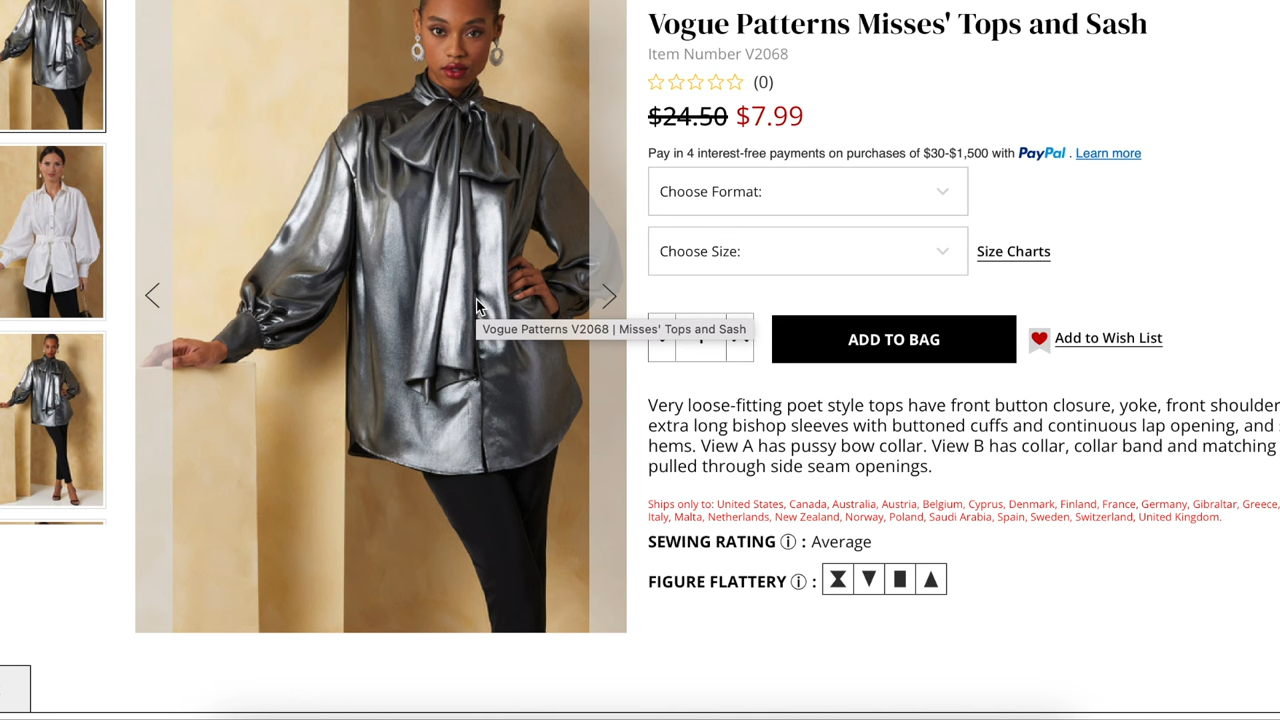 Vogue Patterns Misses' Tops and Sash
Item Number V2068
(0)
$24.50 $7.99
Pay in 4 interest-free payments on purchases of $30-$1,500 with PayPal . Learn more
Choose Format:
Choose Size: Size Charts
Vogue Patterns V2068 | Misses' Tops and Sash
ADD TO BAG Add to Wish List
Very loose-fitting poet style tops have front button closure, yoke, front shoulder
extra long bishop sleeves with buttoned cuffs and continuous lap opening, and
hems. View A has pussy bow collar. View B has collar, collar band and matching
pulled through side seam openings.
Ships only to: United States, Canada, Australia, Austria, Belgium, Cyprus, Denmark, Finland, France, Germany, Gibraltar, Greece,
Italy, Malta, Netherlands, New Zealand, Norway, Poland, Saudi Arabia, Spain, Sweden, Switzerland, United Kingdom.
SEWING RATING ⓘ : Average
FIGURE FLATTERY ⓘ :